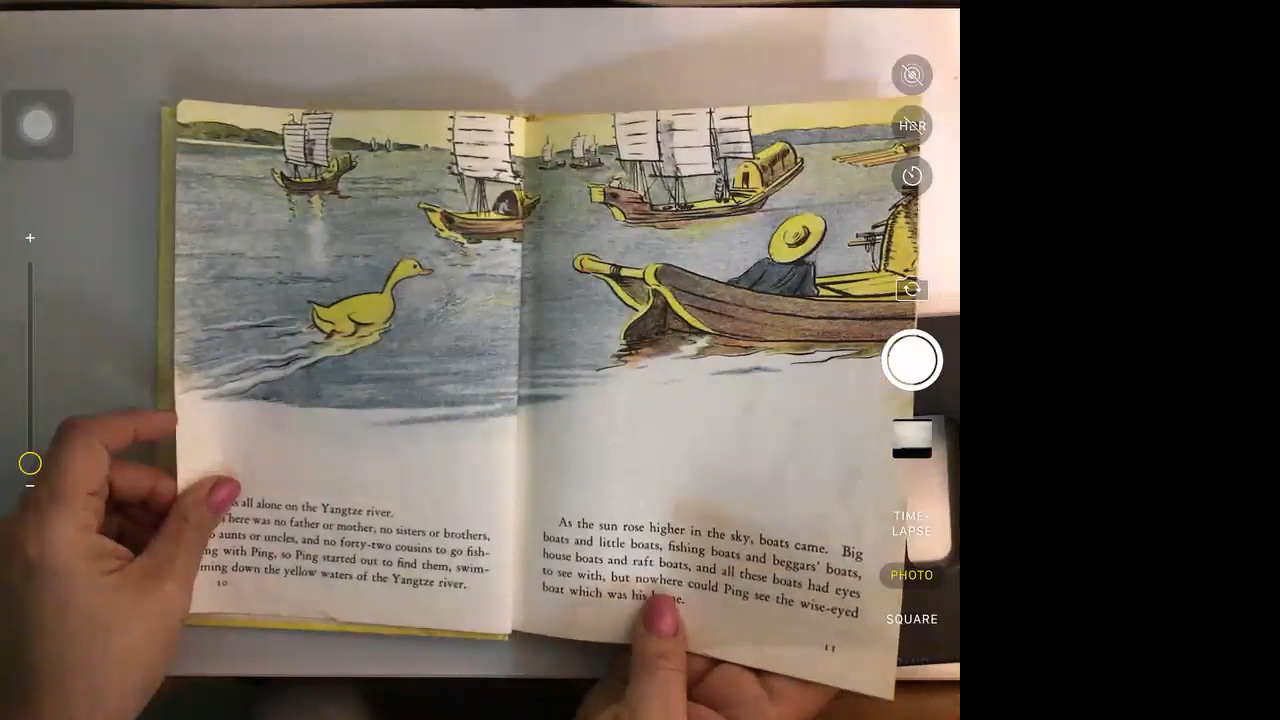 s all alone on the Yangtze river.
There was no father or mother, no sisters or brothers,
aunts or uncles, and no forty-two cousins to go fish-
ng with Ping, so Ping started out to find them, swim-
ming down the yellow waters of the Yangtze river.
10
As the sun rose higher in the sky, boats came. Big
boats and little boats, fishing boats and beggars' boats,
house boats and raft boats, and all these boats had eyes
to see with, but nowhere could Ping see the wise-eyed
boat which was his
11
HDR
TIME-
LAPSE
PHOTO
SQUARE